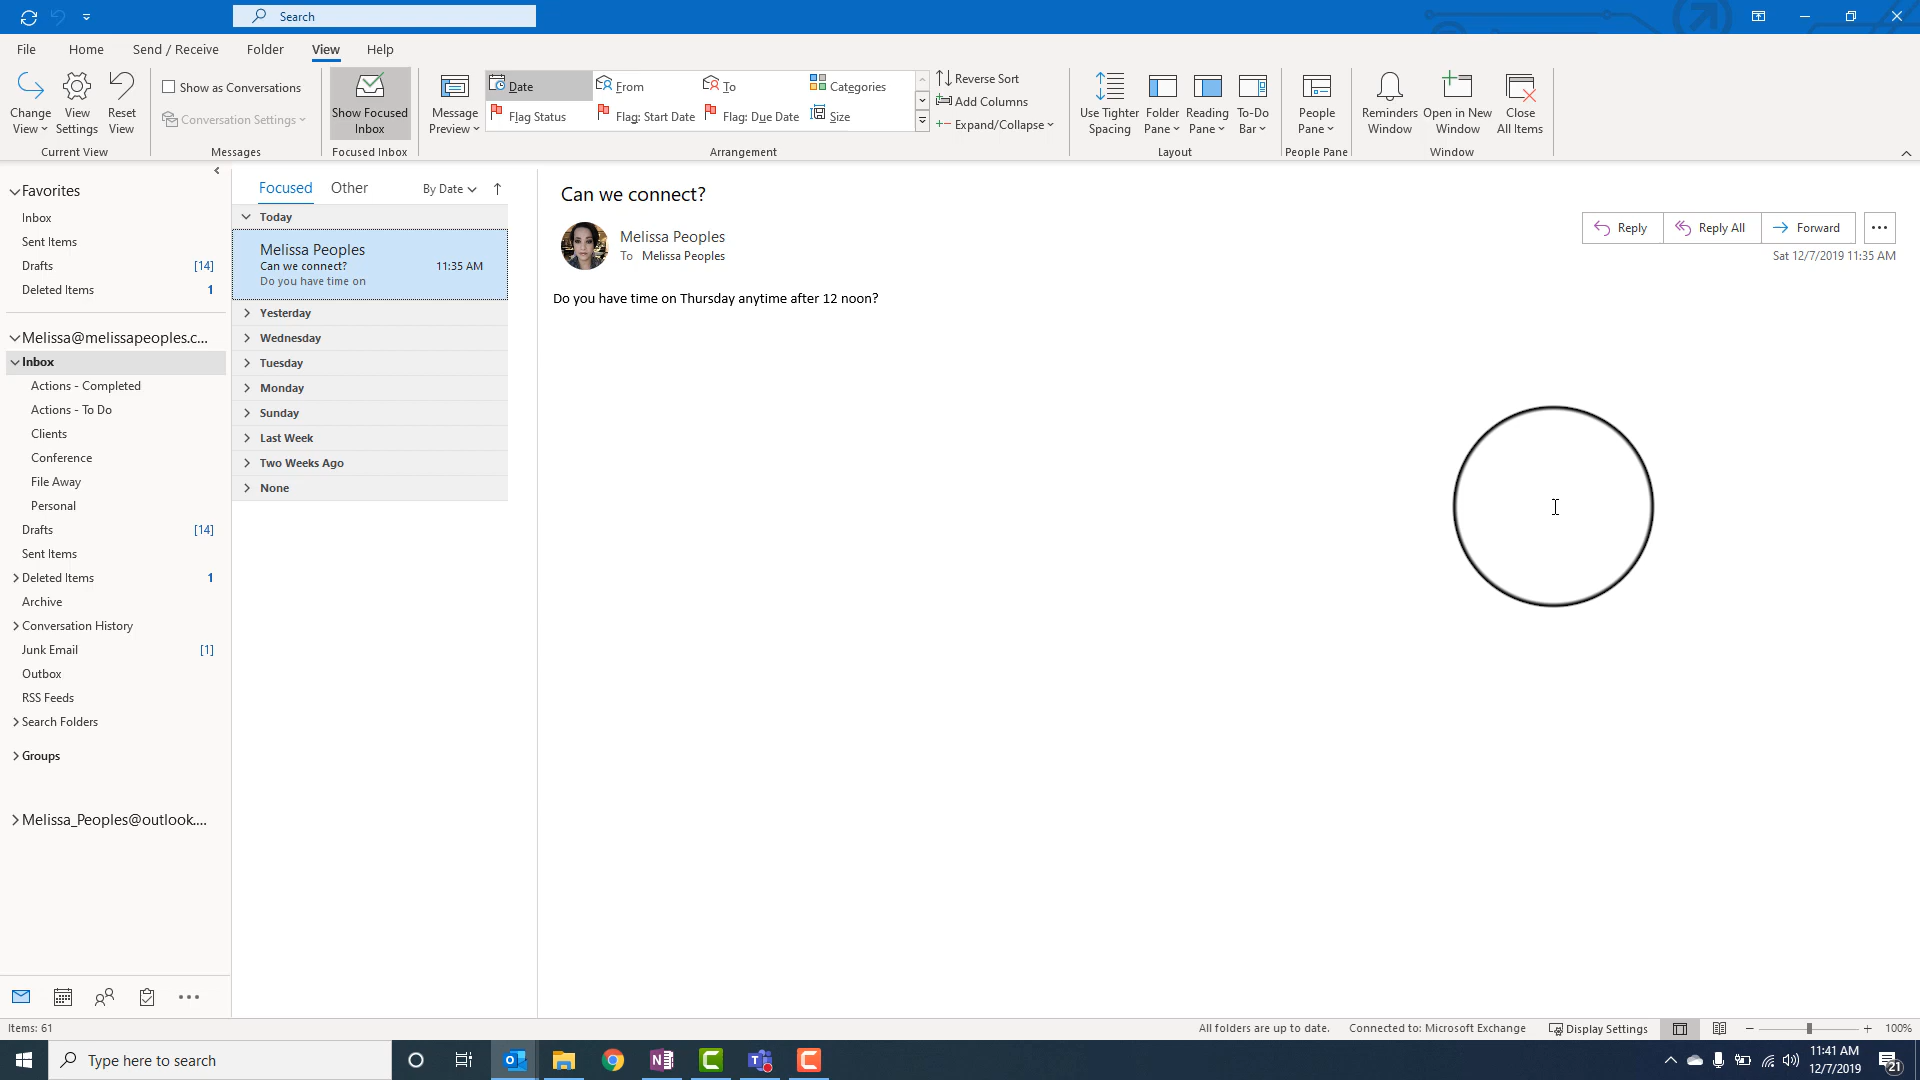 Search
File Home Send / Receive Folder View Help
Change View
View Settings
Reset View
Current View
Show as Conversations
Conversation Settings
Messages
Show Focused Inbox
Focused Inbox
Message Preview
Date From To Categories
Flag Status Flag: Start Date Flag: Due Date Size
Reverse Sort
Add Columns
Expand/Collapse
Arrangement
Use Tighter Spacing
Folder Pane
Reading Pane
To-Do Bar
Layout
People Pane
People Pane
Reminders Window
Open in New Window
Close All Items
Window
Favorites
Inbox
Sent Items
Drafts [14]
Deleted Items 1
Melissa@melissapeoples.c...
Inbox
Actions - Completed
Actions - To Do
Clients
Conference
File Away
Personal
Drafts [14]
Sent Items
Deleted Items 1
Archive
Conversation History
Junk Email [1]
Outbox
RSS Feeds
Search Folders
Groups
Melissa_Peoples@outlook....
Focused Other By Date
Today
Melissa Peoples
Can we connect? 11:35 AM
Do you have time on
Yesterday
Wednesday
Tuesday
Monday
Sunday
Last Week
Two Weeks Ago
None
Can we connect?
Melissa Peoples
To Melissa Peoples
Reply Reply All Forward
Sat 12/7/2019 11:35 AM
Do you have time on Thursday anytime after 12 noon?
Items: 61
All folders are up to date. Connected to: Microsoft Exchange Display Settings 100%
Type here to search
11:41 AM
12/7/2019
21